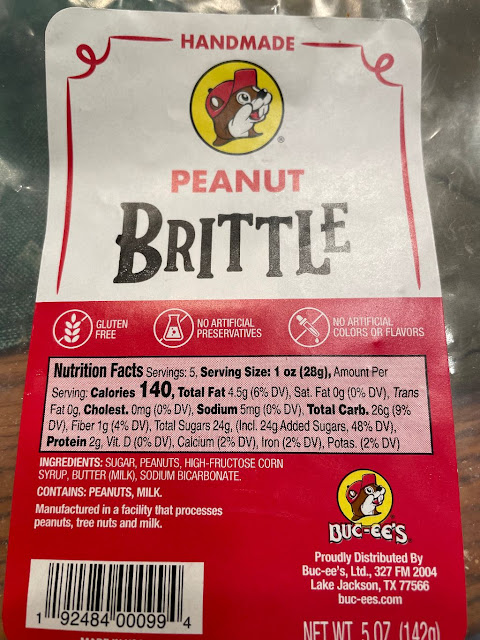 HANDMADE
®
PEANUT
BRITTLE
GLUTEN
FREE
NO ARTIFICIAL
PRESERVATIVES
NO ARTIFICIAL
COLORS OR FLAVORS
Nutrition Facts Servings: 5, Serving Size: 1 oz (28g), Amount Per
Serving: Calories 140, Total Fat 4.5g (6% DV), Sat. Fat 0g (0% DV), Trans
Fat 0g, Cholest. 0mg (0% DV), Sodium 5mg (0% DV), Total Carb. 26g (9%
DV), Fiber 1g (4% DV), Total Sugars 24g, (Incl. 24g Added Sugars, 48% DV),
Protein 2g, Vit. D (0% DV), Calcium (2% DV), Iron (2% DV), Potas. (2% DV)
INGREDIENTS: SUGAR, PEANUTS, HIGH-FRUCTOSE CORN
SYRUP, BUTTER (MILK), SODIUM BICARBONATE.
CONTAINS: PEANUTS, MILK.
Manufactured in a facility that processes
peanuts, tree nuts and milk.
BUC-EE'S
Proudly Distributed By
Buc-ee's, Ltd., 327 FM 2004
Lake Jackson, TX 77566
buc-ees.com
1 92484 00099 4
NET WT. 5 OZ (142g)